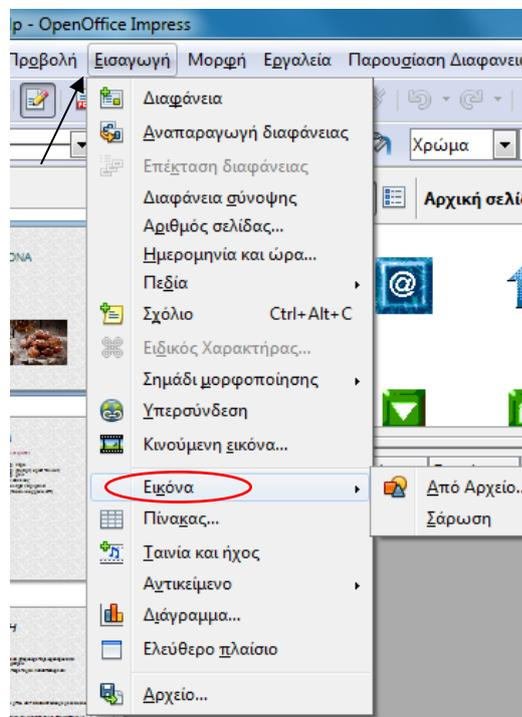 lp - OpenOffice Impress
Προβολή Εισαγωγή Μορφή Εργαλεία Παρουσίαση Διαφανει
Διαφάνεια
Αναπαραγωγή διαφάνειας
Επέκταση διαφάνειας
Διαφάνεια σύνοψης
Αριθμός σελίδας...
Ημερομηνία και ώρα...
Πεδία
Σχόλιο Ctrl+Alt+C
Ειδικός Χαρακτήρας...
Σημάδι μορφοποίησης
Υπερσύνδεση
Κινούμενη εικόνα...
Εικόνα
Πίνακας...
Ταινία και ήχος
Αντικείμενο
Διάγραμμα...
Ελεύθερο πλαίσιο
Αρχείο...
Χρώμα
Αρχική σελί
@
Από Αρχείο..
Σάρωση